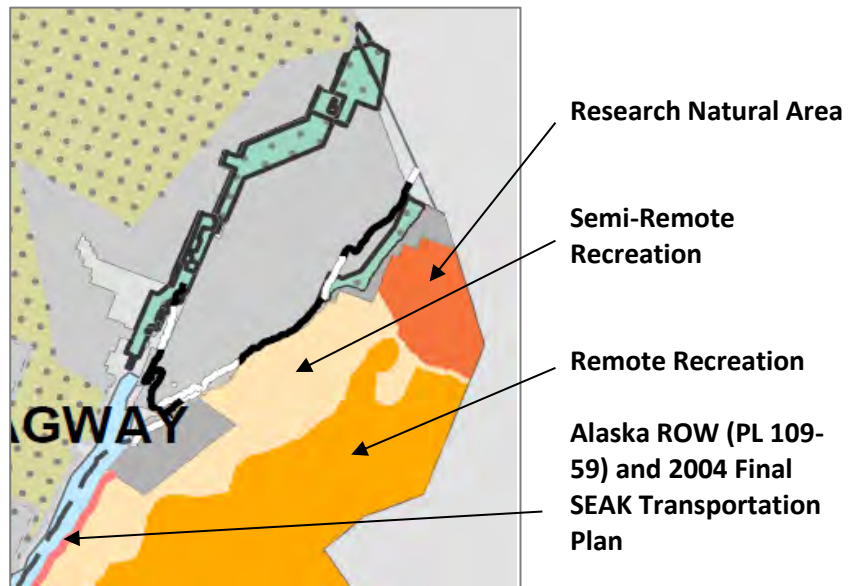 Research Natural Area
Semi-Remote
Recreation
Remote Recreation
AGWAY
Alaska ROW (PL 109-
59) and 2004 Final
SEAK Transportation
Plan